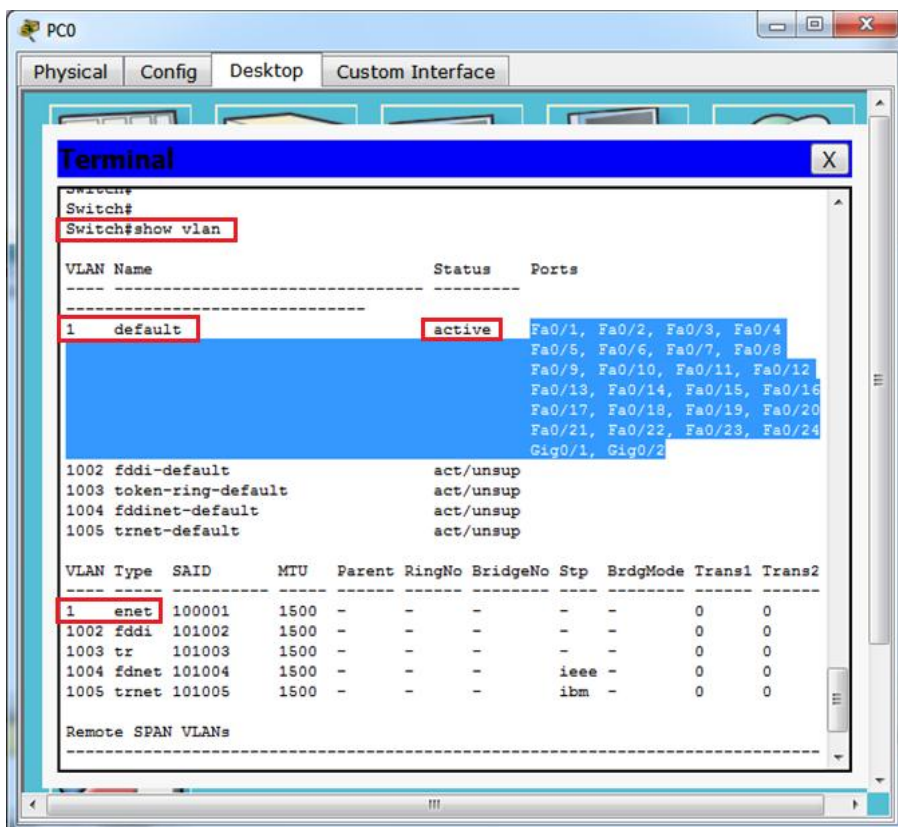 PC0
Physical Config Desktop Custom Interface
Terminal
X
Switch#
Switch#
Switch#show vlan
VLAN Name Status Ports
---- -------------------------------- ---------
-------------------------------
1 default active Fa0/1, Fa0/2, Fa0/3, Fa0/4
Fa0/5, Fa0/6, Fa0/7, Fa0/8
Fa0/9, Fa0/10, Fa0/11, Fa0/12
Fa0/13, Fa0/14, Fa0/15, Fa0/16
Fa0/17, Fa0/18, Fa0/19, Fa0/20
Fa0/21, Fa0/22, Fa0/23, Fa0/24
Gig0/1, Gig0/2
1002 fddi-default act/unsup
1003 token-ring-default act/unsup
1004 fddinet-default act/unsup
1005 trnet-default act/unsup
VLAN Type SAID MTU Parent RingNo BridgeNo Stp BrdgMode Trans1 Trans2
---- ----- ---------- ----- ------ ------ -------- ---- -------- ------ ------
1 enet 100001 1500 - - - - - 0 0
1002 fddi 101002 1500 - - - - - 0 0
1003 tr 101003 1500 - - - - - 0 0
1004 fdnet 101004 1500 - - - ieee - 0 0
1005 trnet 101005 1500 - - - ibm - 0 0
Remote SPAN VLANs
------------------------------------------------------------------------------